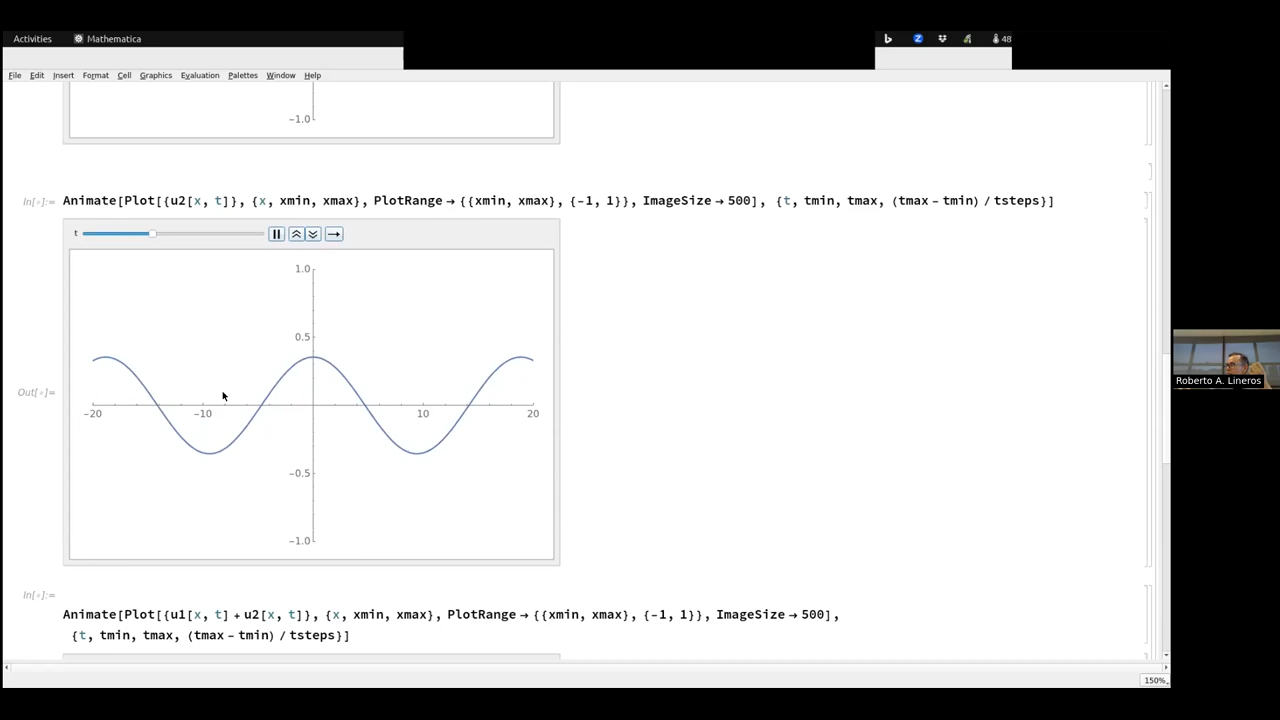 Activities Mathematica 48
File Edit Insert Format Cell Graphics Evaluation Palettes Window Help
−1.0
In[◦]:= Animate[Plot[{u2[x, t]}, {x, xmin, xmax}, PlotRange → {{xmin, xmax}, {-1, 1}}, ImageSize → 500], {t, tmin, tmax, (tmax - tmin) / tsteps}]
t
1.0
0.5
Out[◦]=
−20 −10 10 20
−0.5
−1.0
In[◦]:=
Animate[Plot[{u1[x, t] + u2[x, t]}, {x, xmin, xmax}, PlotRange → {{xmin, xmax}, {-1, 1}}, ImageSize → 500],
{t, tmin, tmax, (tmax - tmin) / tsteps}]
150%
Roberto A. Lineros